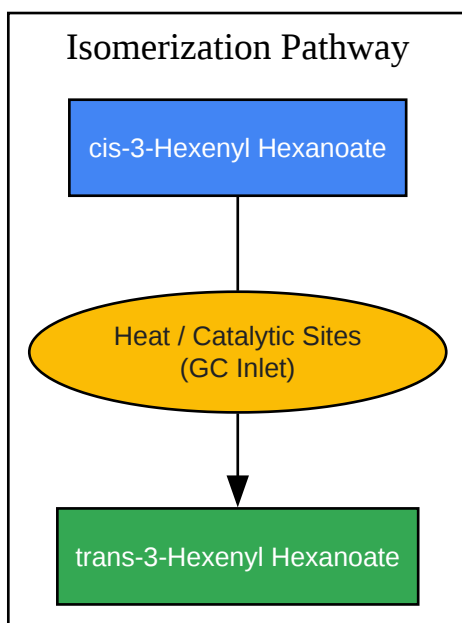 Isomerization Pathway
cis-3-Hexenyl Hexanoate
Heat / Catalytic Sites
(GC Inlet)
trans-3-Hexenyl Hexanoate